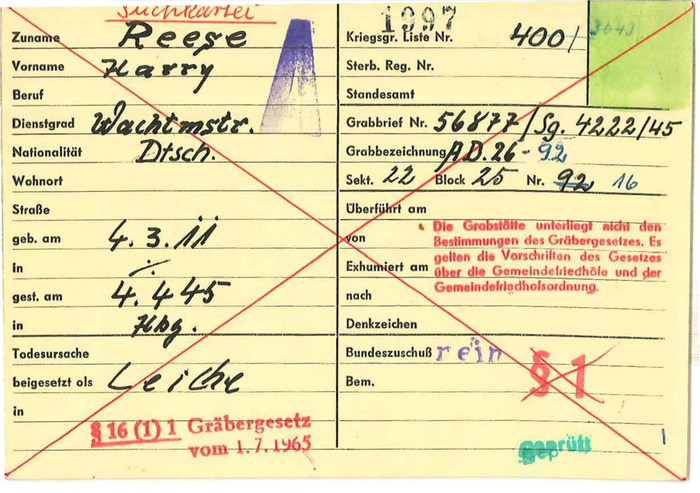 Suchkartei
Zuname Reese
Vorname Harry
Beruf
Dienstgrad Wachtmstr.
Nationalität Dtsch.
Wohnort
Straße
geb. am 4.3.11
in ./.
gest. am 4.4.45
in Hbg.
Todesursache
beigesetzt als Leiche
in
§ 16 (1) 1 Gräbergesetz
vom 1.7.1965
1997
Kriegsgr. Liste Nr. 400/ 3043
Sterb. Reg. Nr.
Standesamt
Grabbrief Nr. 56877/Sg. 4222/45
Grabbezeichnung AD.26-92
Sekt. 22 Block 25 Nr. 92 16
Überführt am
von
Exhumiert am
nach
Die Grabstätte unterliegt nicht den
Bestimmungen des Gräbergesetzes. Es
gelten die Vorschriften des Gesetzes
über die Gemeindefriedhöfe und der
Gemeindefriedhofsordnung.
Denkzeichen
Bundeszuschuß rein
Bem.
§ 1
geprüft
1